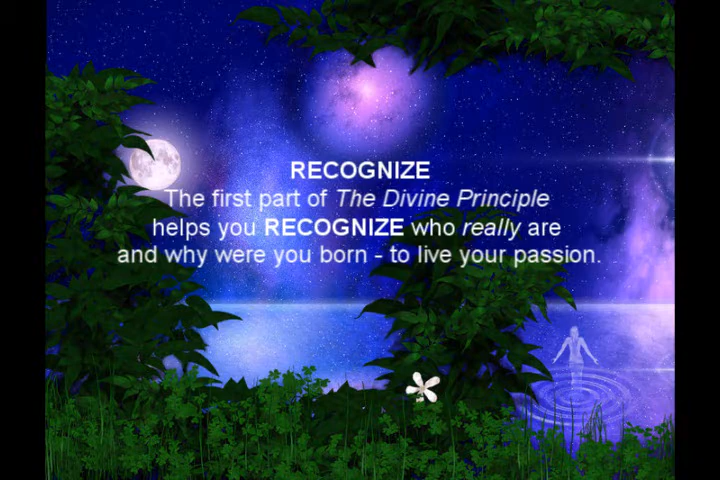 RECOGNIZE
The first part of The Divine Principle
helps you RECOGNIZE who really are
and why were you born - to live your passion.